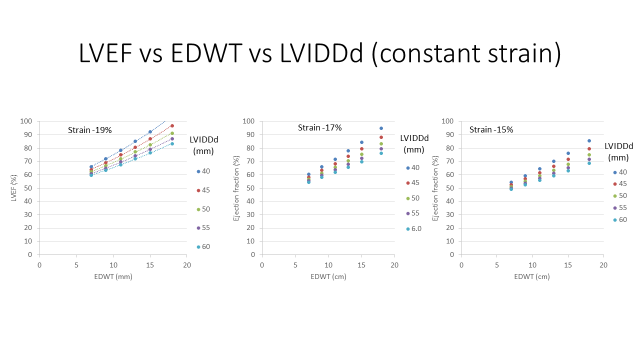 LVEF vs EDWT vs LVIDDd (constant strain)
Strain -19%
LVEF (%)
100
90
80
70
60
50
40
30
20
10
0
0 5 10 15 20
EDWT (mm)
LVIDDd
(mm)
40
45
50
55
60
Strain -17%
Ejection fraction (%)
100
90
80
70
60
50
40
30
20
10
0
0 5 10 15 20
EDWT (cm)
LVIDDd
(mm)
40
45
50
55
6.0
Strain -15%
Ejection fraction (%)
100
90
80
70
60
50
40
30
20
10
0
0 5 10 15 20
EDWT (cm)
LVIDDd
(mm)
40
45
50
55
60